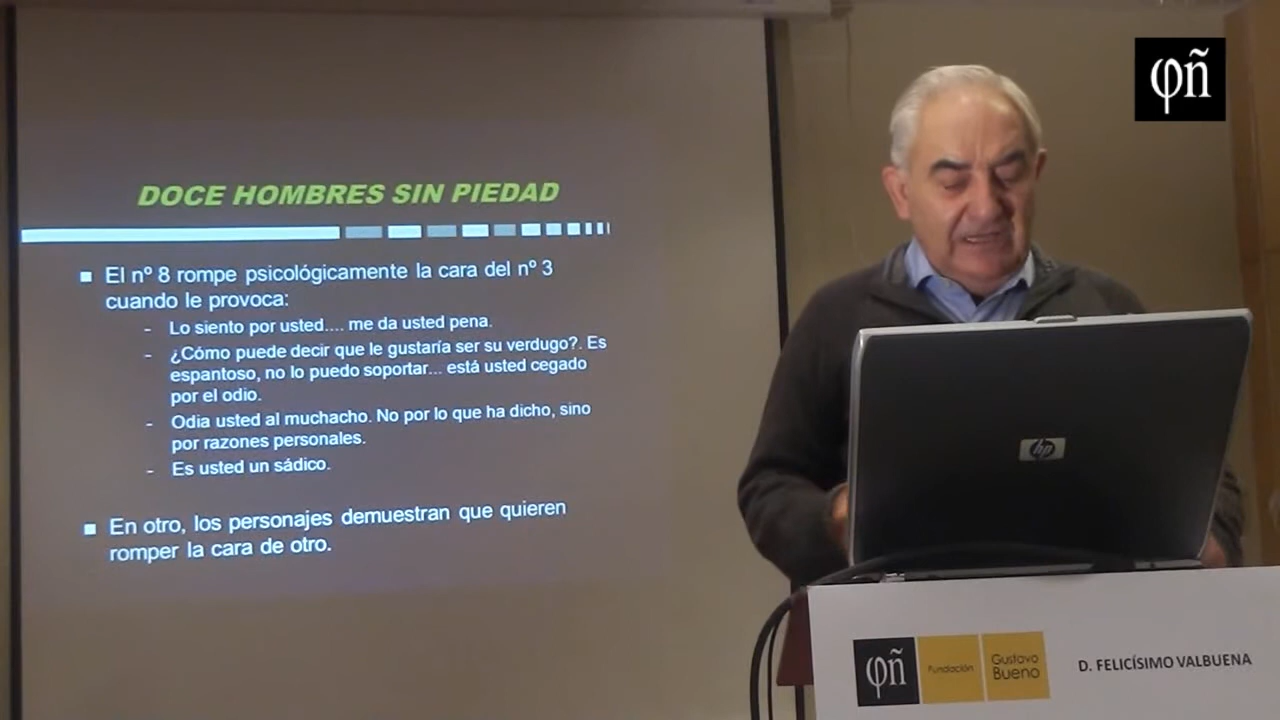 φñ
DOCE HOMBRES SIN PIEDAD
■ El nº 8 rompe psicológicamente la cara del nº 3
cuando le provoca:
- Lo siento por usted.... me da usted pena.
- ¿Cómo puede decir que le gustaría ser su verdugo?. Es
espantoso, no lo puedo soportar... está usted cegado
por el odio.
- Odia usted al muchacho. No por lo que ha dicho, sino
por razones personales.
- Es usted un sádico.
■ En otro, los personajes demuestran que quieren
romper la cara de otro.
hp
φñ
Fundación
Gustavo
Bueno
D. FELICÍSIMO VALBUENA